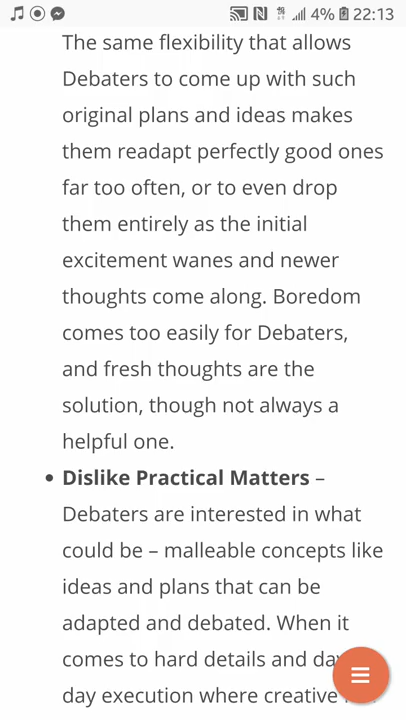 4% 22:13
The same flexibility that allows
Debaters to come up with such
original plans and ideas makes
them readapt perfectly good ones
far too often, or to even drop
them entirely as the initial
excitement wanes and newer
thoughts come along. Boredom
comes too easily for Debaters,
and fresh thoughts are the
solution, though not always a
helpful one.
• Dislike Practical Matters –
Debaters are interested in what
could be – malleable concepts like
ideas and plans that can be
adapted and debated. When it
comes to hard details and
day execution where creative